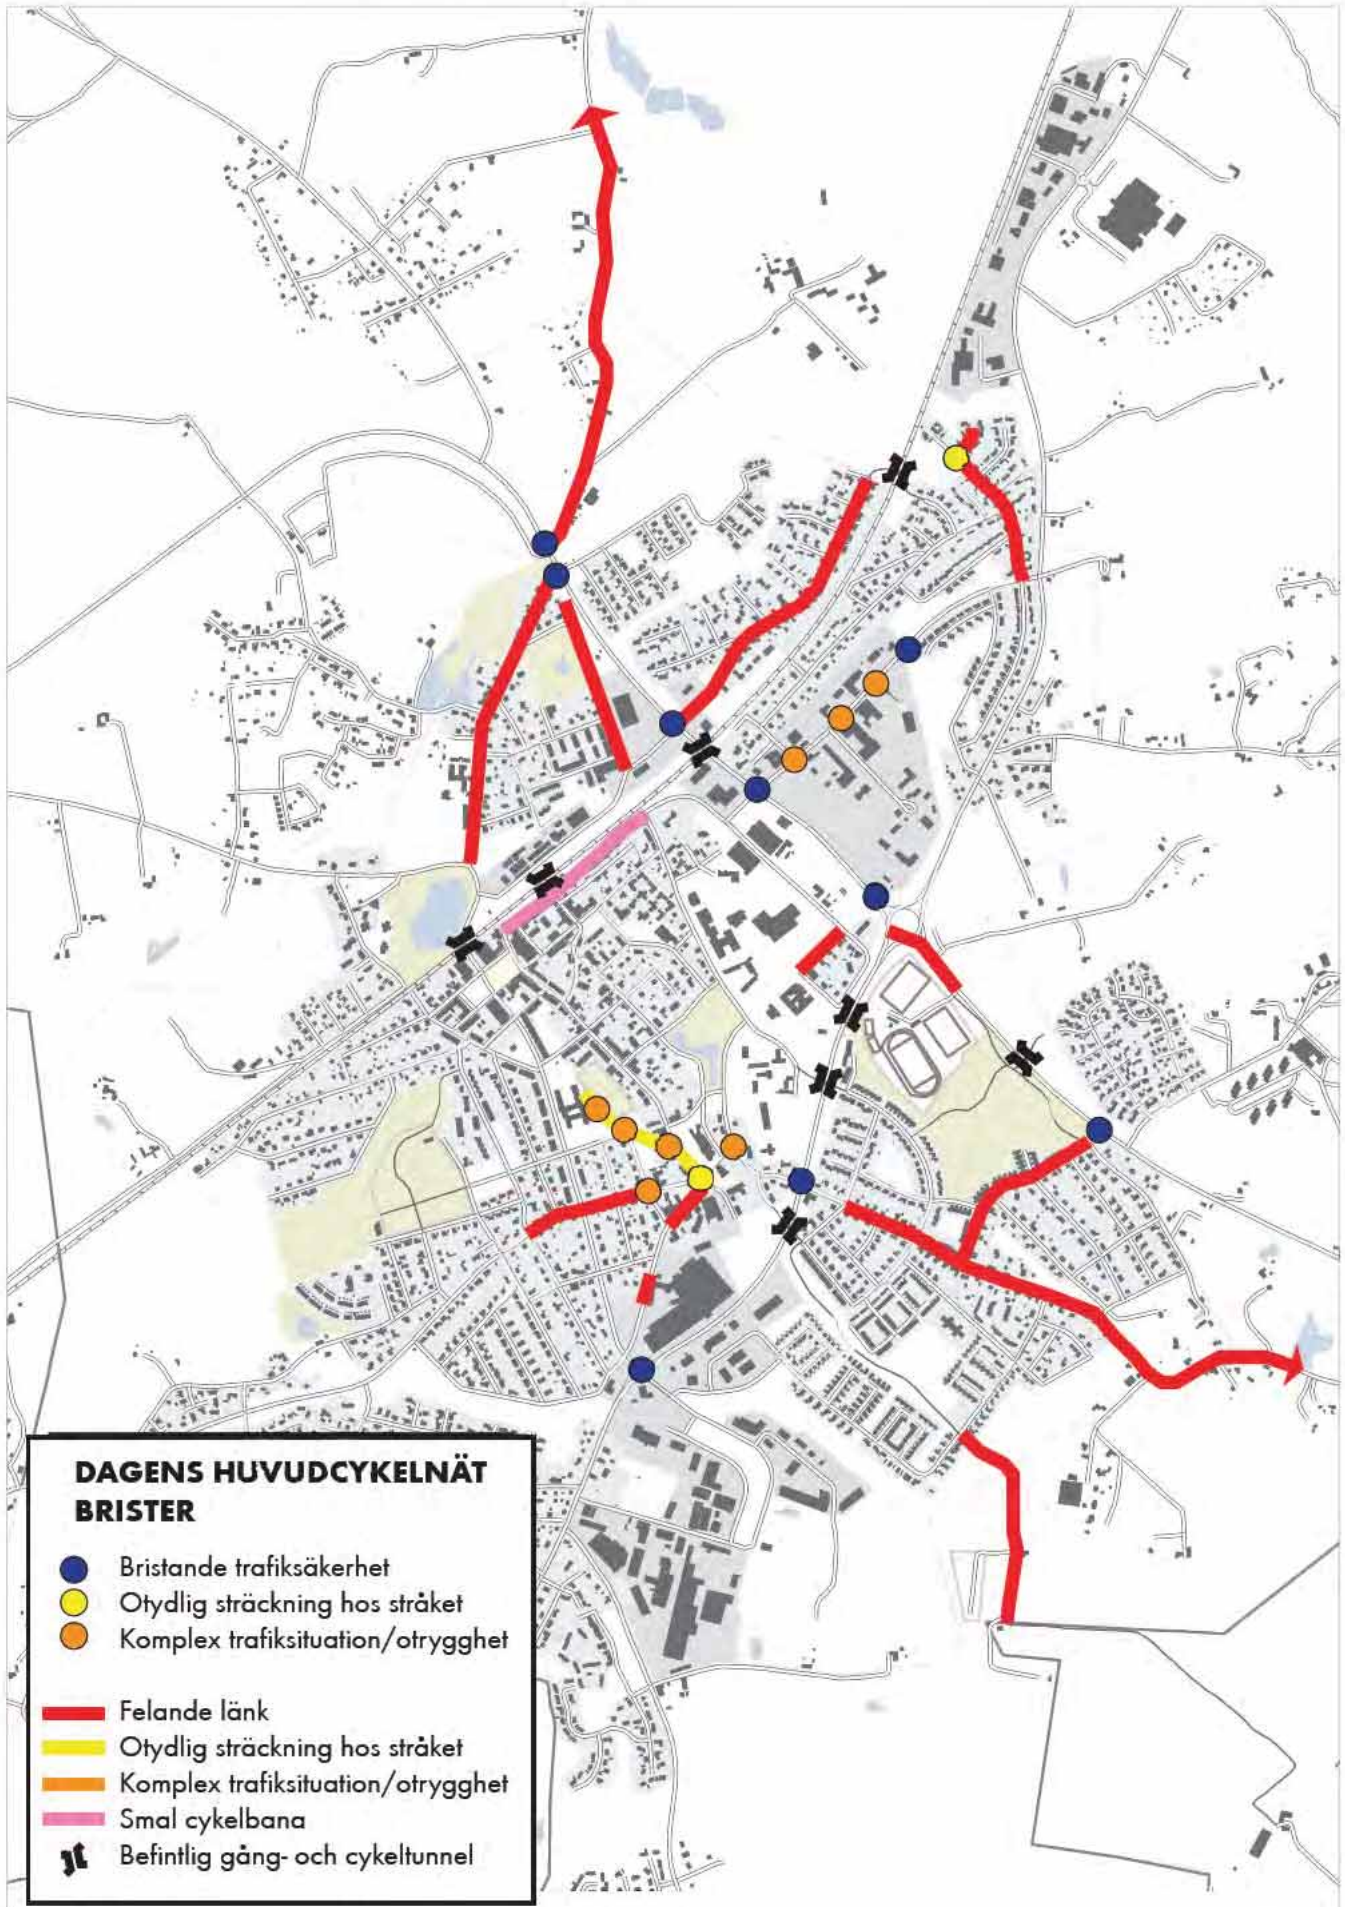 DAGENS HUVUDCYKELNÄT
BRISTER
Bristande trafiksäkerhet
Otydlig sträckning hos stråket
Komplex trafiksituation/otrygghet
Felande länk
Otydlig sträckning hos stråket
Komplex trafiksituation/otrygghet
Smal cykelbana
Befintlig gång- och cykeltunnel